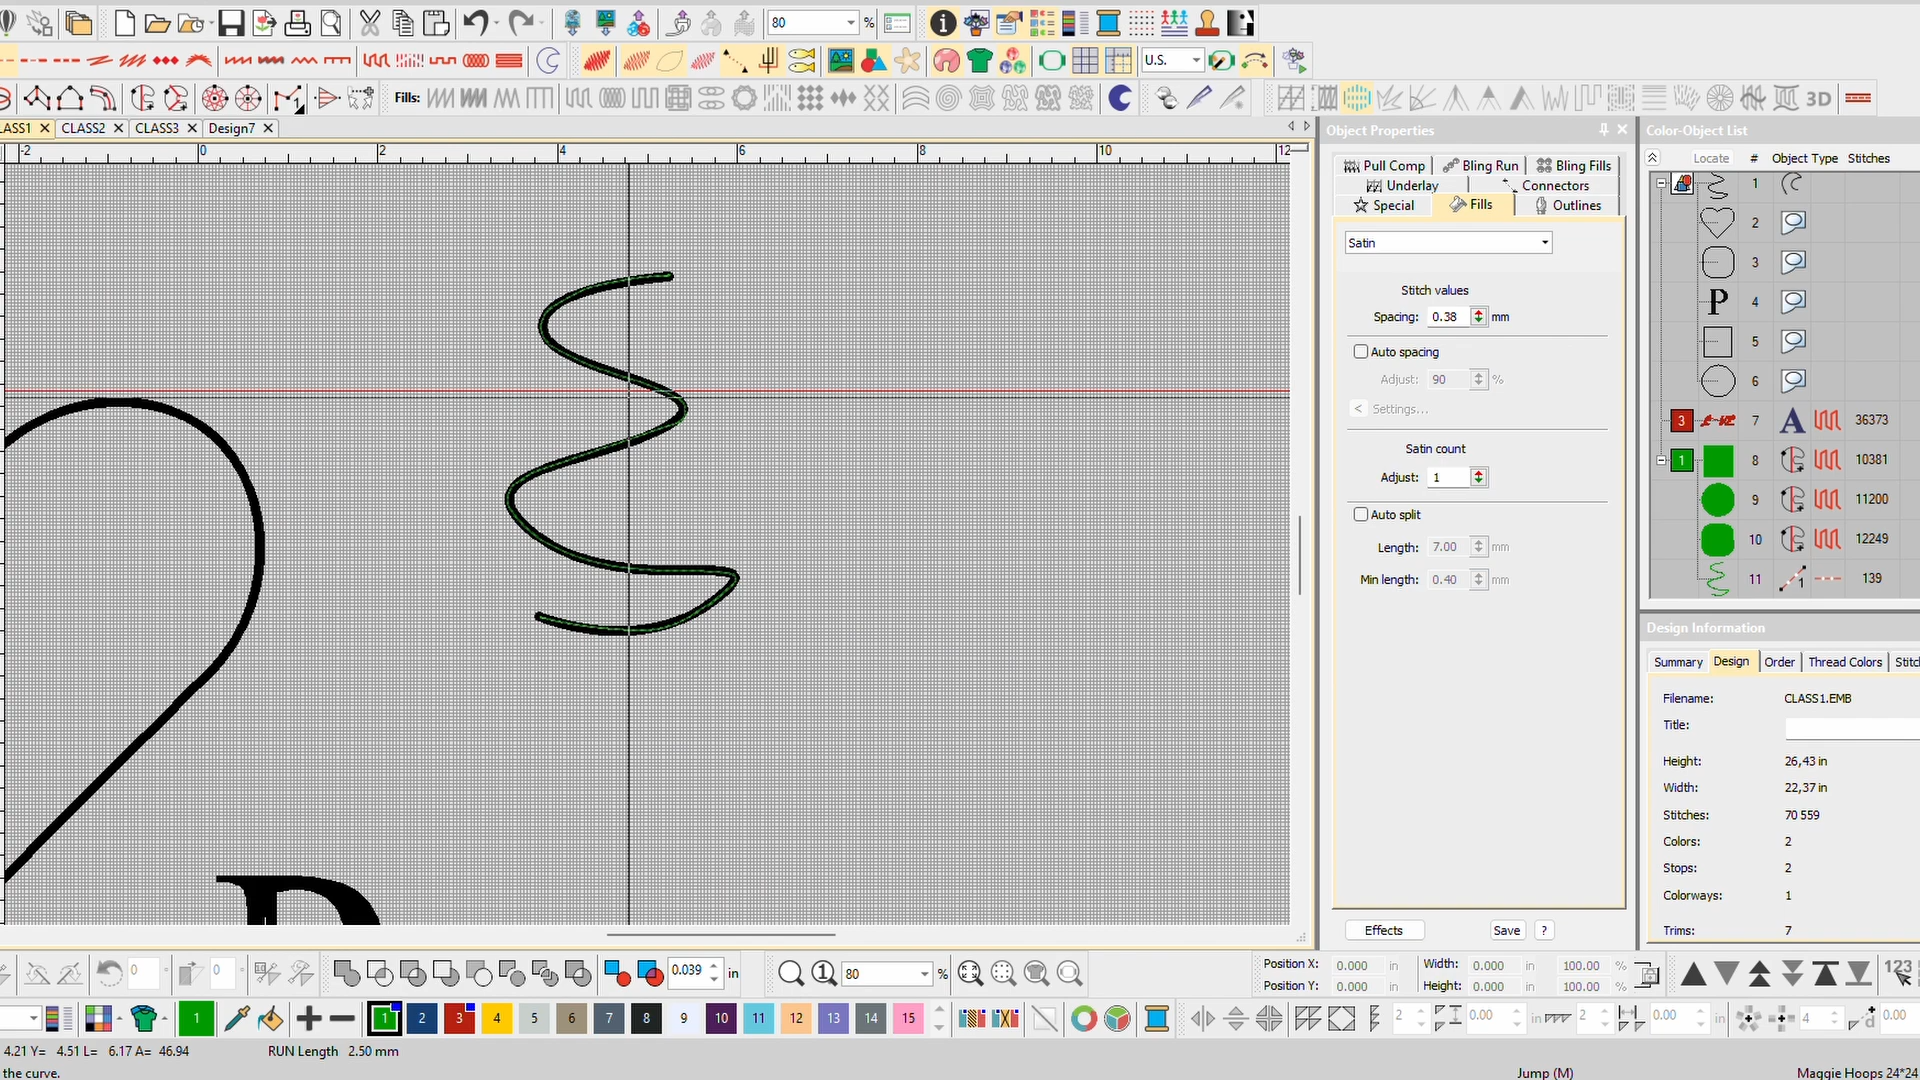 80 %
U.S.
Fills: 3D
LASS1 CLASS2 CLASS3 Design7
-2 0 2 4 6 8 10 12
Object Properties
Pull Comp Bling Run Bling Fills
Underlay Connectors
Special Fills Outlines
Satin
Stitch values
Spacing: 0.38 mm
Auto spacing
Adjust: 90 %
< Settings...
Satin count
Adjust: 1
Auto split
Length: 7.00 mm
Min length: 0.40 mm
Effects Save ?
Color-Object List
Locate # Object Type Stitches
1
2
3
P 4
5
6
3 7 A 36373
1 8 10381
9 11200
10 12249
11 1 139
Design Information
Summary Design Order Thread Colors Stitc
Filename: CLASS1.EMB
Title:
Height: 26,43 in
Width: 22,37 in
Stitches: 70 559
Colors: 2
Stops: 2
Colorways: 1
Trims: 7
0 0 0.039 in 1 80 %
Position X: 0.000 in Width: 0.000 in 100.00 %
Position Y: 0.000 in Height: 0.000 in 100.00 %
123
1 1 2 3 4 5 6 7 8 9 10 11 12 13 14 15
2 0.00 in 2 0.00 in 4 0.00
4.21 Y= 4.51 L= 6.17 A= 46.94 RUN Length 2.50 mm
the curve. Jump (M) Maggie Hoops 24*24